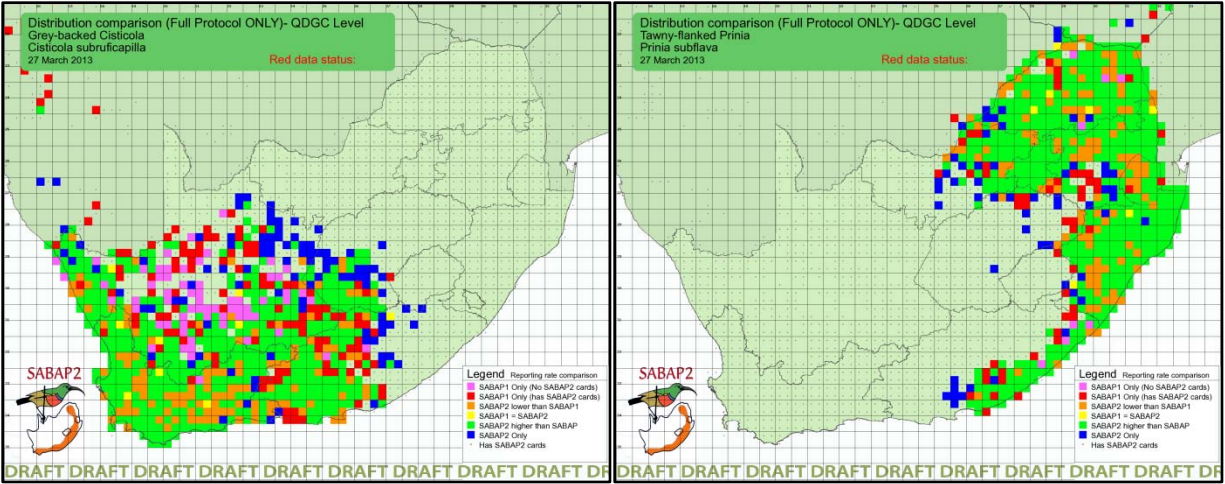 Distribution comparison (Full Protocol ONLY)- QDGC Level
Grey-backed Cisticola
Cisticola subruficapilla
27 March 2013
Red data status:
SABAP2
Legend Reporting rate comparison
SABAP1 Only (No SABAP2 cards)
SABAP1 Only (has SABAP2 cards)
SABAP2 lower than SABAP1
SABAP1 = SABAP2
SABAP2 higher than SABAP
SABAP2 Only
Has SABAP2 cards
DRAFT DRAFT DRAFT DRAFT DRAFT DRAFT DRAFT DRAFT DR
Distribution comparison (Full Protocol ONLY)- QDGC Level
Tawny-flanked Prinia
Prinia subflava
27 March 2013
Red data status:
SABAP2
Legend Reporting rate comparison
SABAP1 Only (No SABAP2 cards)
SABAP1 Only (has SABAP2 cards)
SABAP2 lower than SABAP1
SABAP1 = SABAP2
SABAP2 higher than SABAP
SABAP2 Only
Has SABAP2 cards
DRAFT DRAFT DRAFT DRAFT DRAFT DRAFT DRAFT DRAFT DR